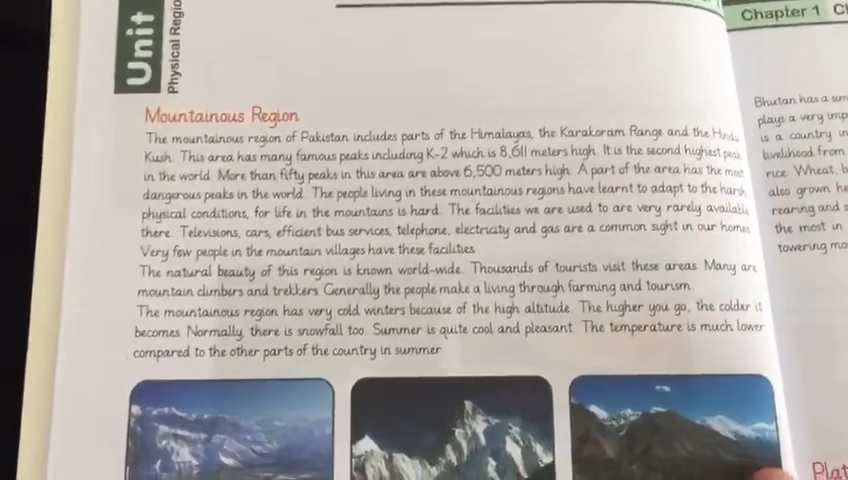 Unit
Physical Regio
Chapter 1
Mountainous Region
The mountainous region of Pakistan includes parts of the Himalayas, the Karakoram Range and the Hindu
Kush. This area has many famous peaks including K-2 which is 8,611 meters high. It is the second highest peak
in the world. More than fifty peaks in this area are above 6,500 meters high. A part of the area has the most
dangerous peaks in the world. The people living in these mountainous regions have learnt to adapt to the harsh
physical conditions, for life in the mountains is hard. The facilities we are used to are very rarely available
there. Televisions, cars, efficient bus services, telephone, electricity and gas are a common sight in our homes
Very few people in the mountain villages have these facilities
The natural beauty of this region is known world-wide. Thousands of tourists visit these areas. Many are
mountain climbers and trekkers. Generally the people make a living through farming and tourism.
The mountainous region has very cold winters because of the high altitude. The higher you go, the colder it
becomes. Normally, there is snowfall too. Summer is quite cool and pleasant. The temperature is much lower
compared to the other parts of the country in summer
Bhutan has a sim
plays a very imp
is a country in
livelihood from
rice. Wheat, b
also grown he
rearing and s
the most in
towering mo
Plat